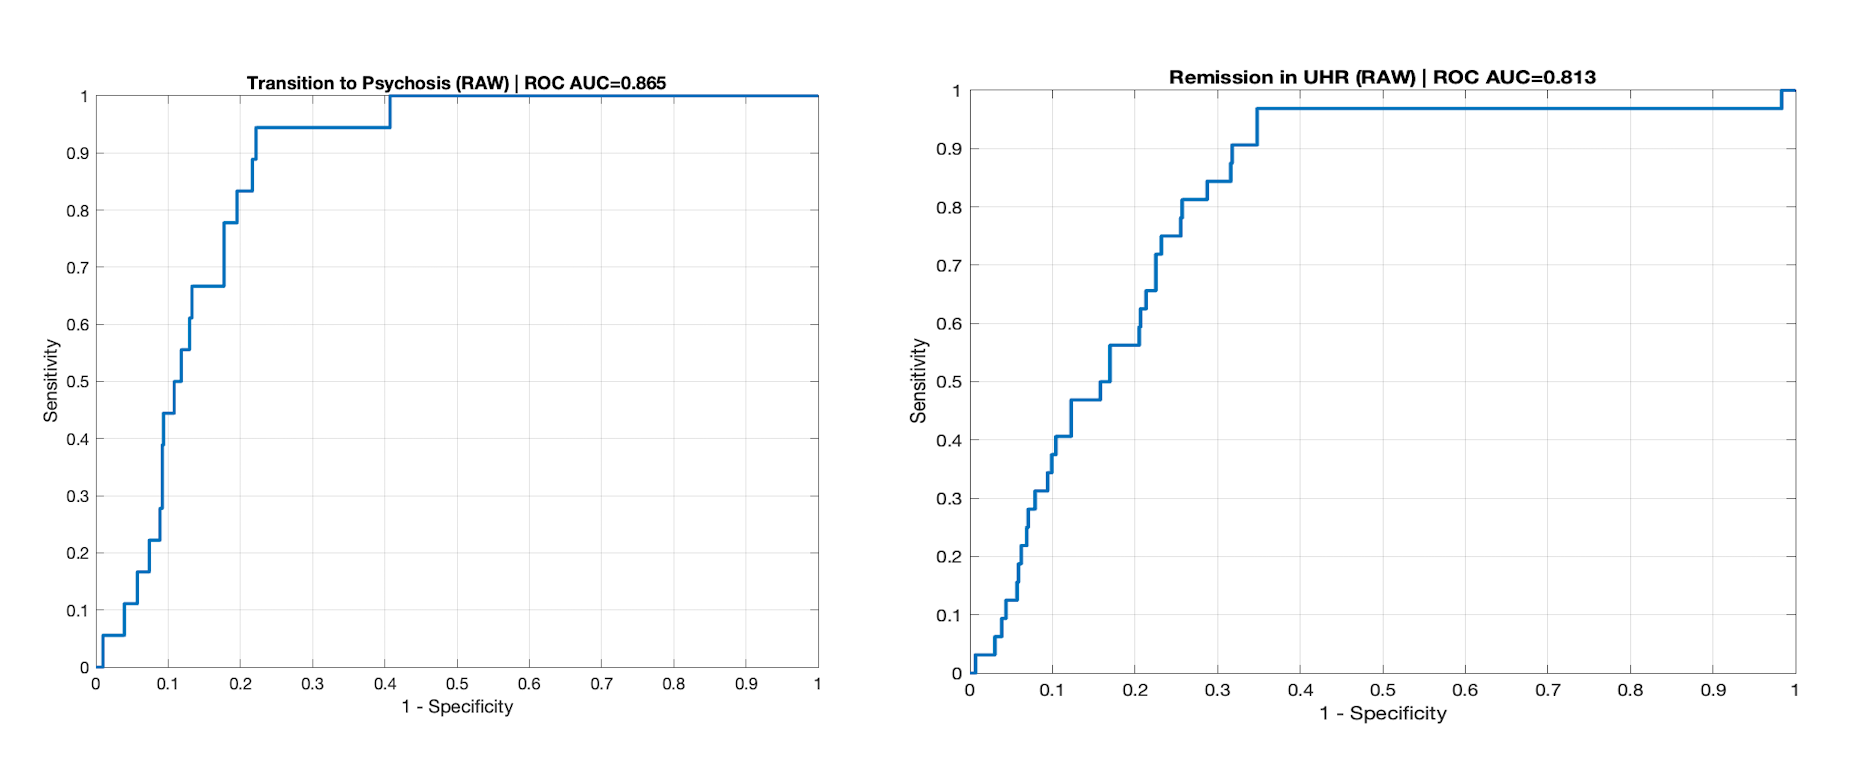 Transition to Psychosis (RAW) | ROC AUC=0.865
1
0.9
0.8
0.7
0.6
0.5
0.4
0.3
0.2
0.1
0
Sensitivity
0 0.1 0.2 0.3 0.4 0.5 0.6 0.7 0.8 0.9 1
1 - Specificity
Remission in UHR (RAW) | ROC AUC=0.813
1
0.9
0.8
0.7
0.6
0.5
0.4
0.3
0.2
0.1
0
Sensitivity
0 0.1 0.2 0.3 0.4 0.5 0.6 0.7 0.8 0.9 1
1 - Specificity